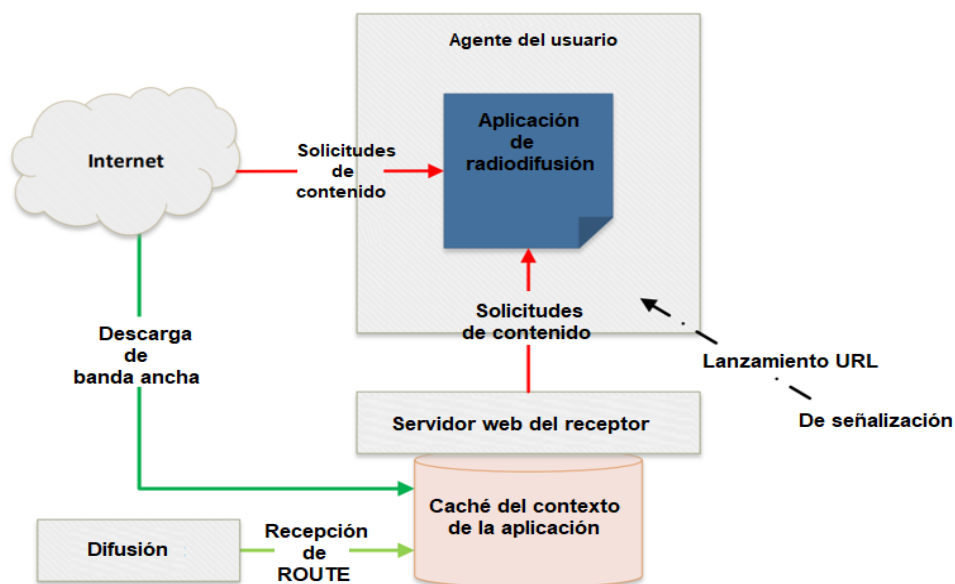 Agente del usuario
Aplicación
de
radiodifusión
Internet
Solicitudes
de
contenido
Solicitudes
de contenido
Descarga
de
banda ancha
Lanzamiento URL
De señalización
Servidor web del receptor
Caché del contexto
de la aplicación
Difusión
Recepción
de
ROUTE